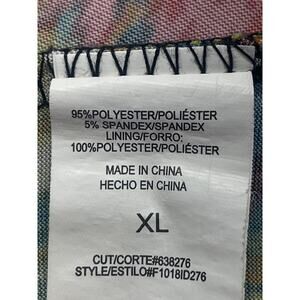 95%POLYESTER/POLIÉSTER
5% SPANDEX/SPANDEX
LINING/FORRO:
100%POLYESTER/POLIÉSTER
MADE IN CHINA
HECHO EN CHINA
XL
CUT/CORTE#638276
STYLE/ESTILO#F1018ID276